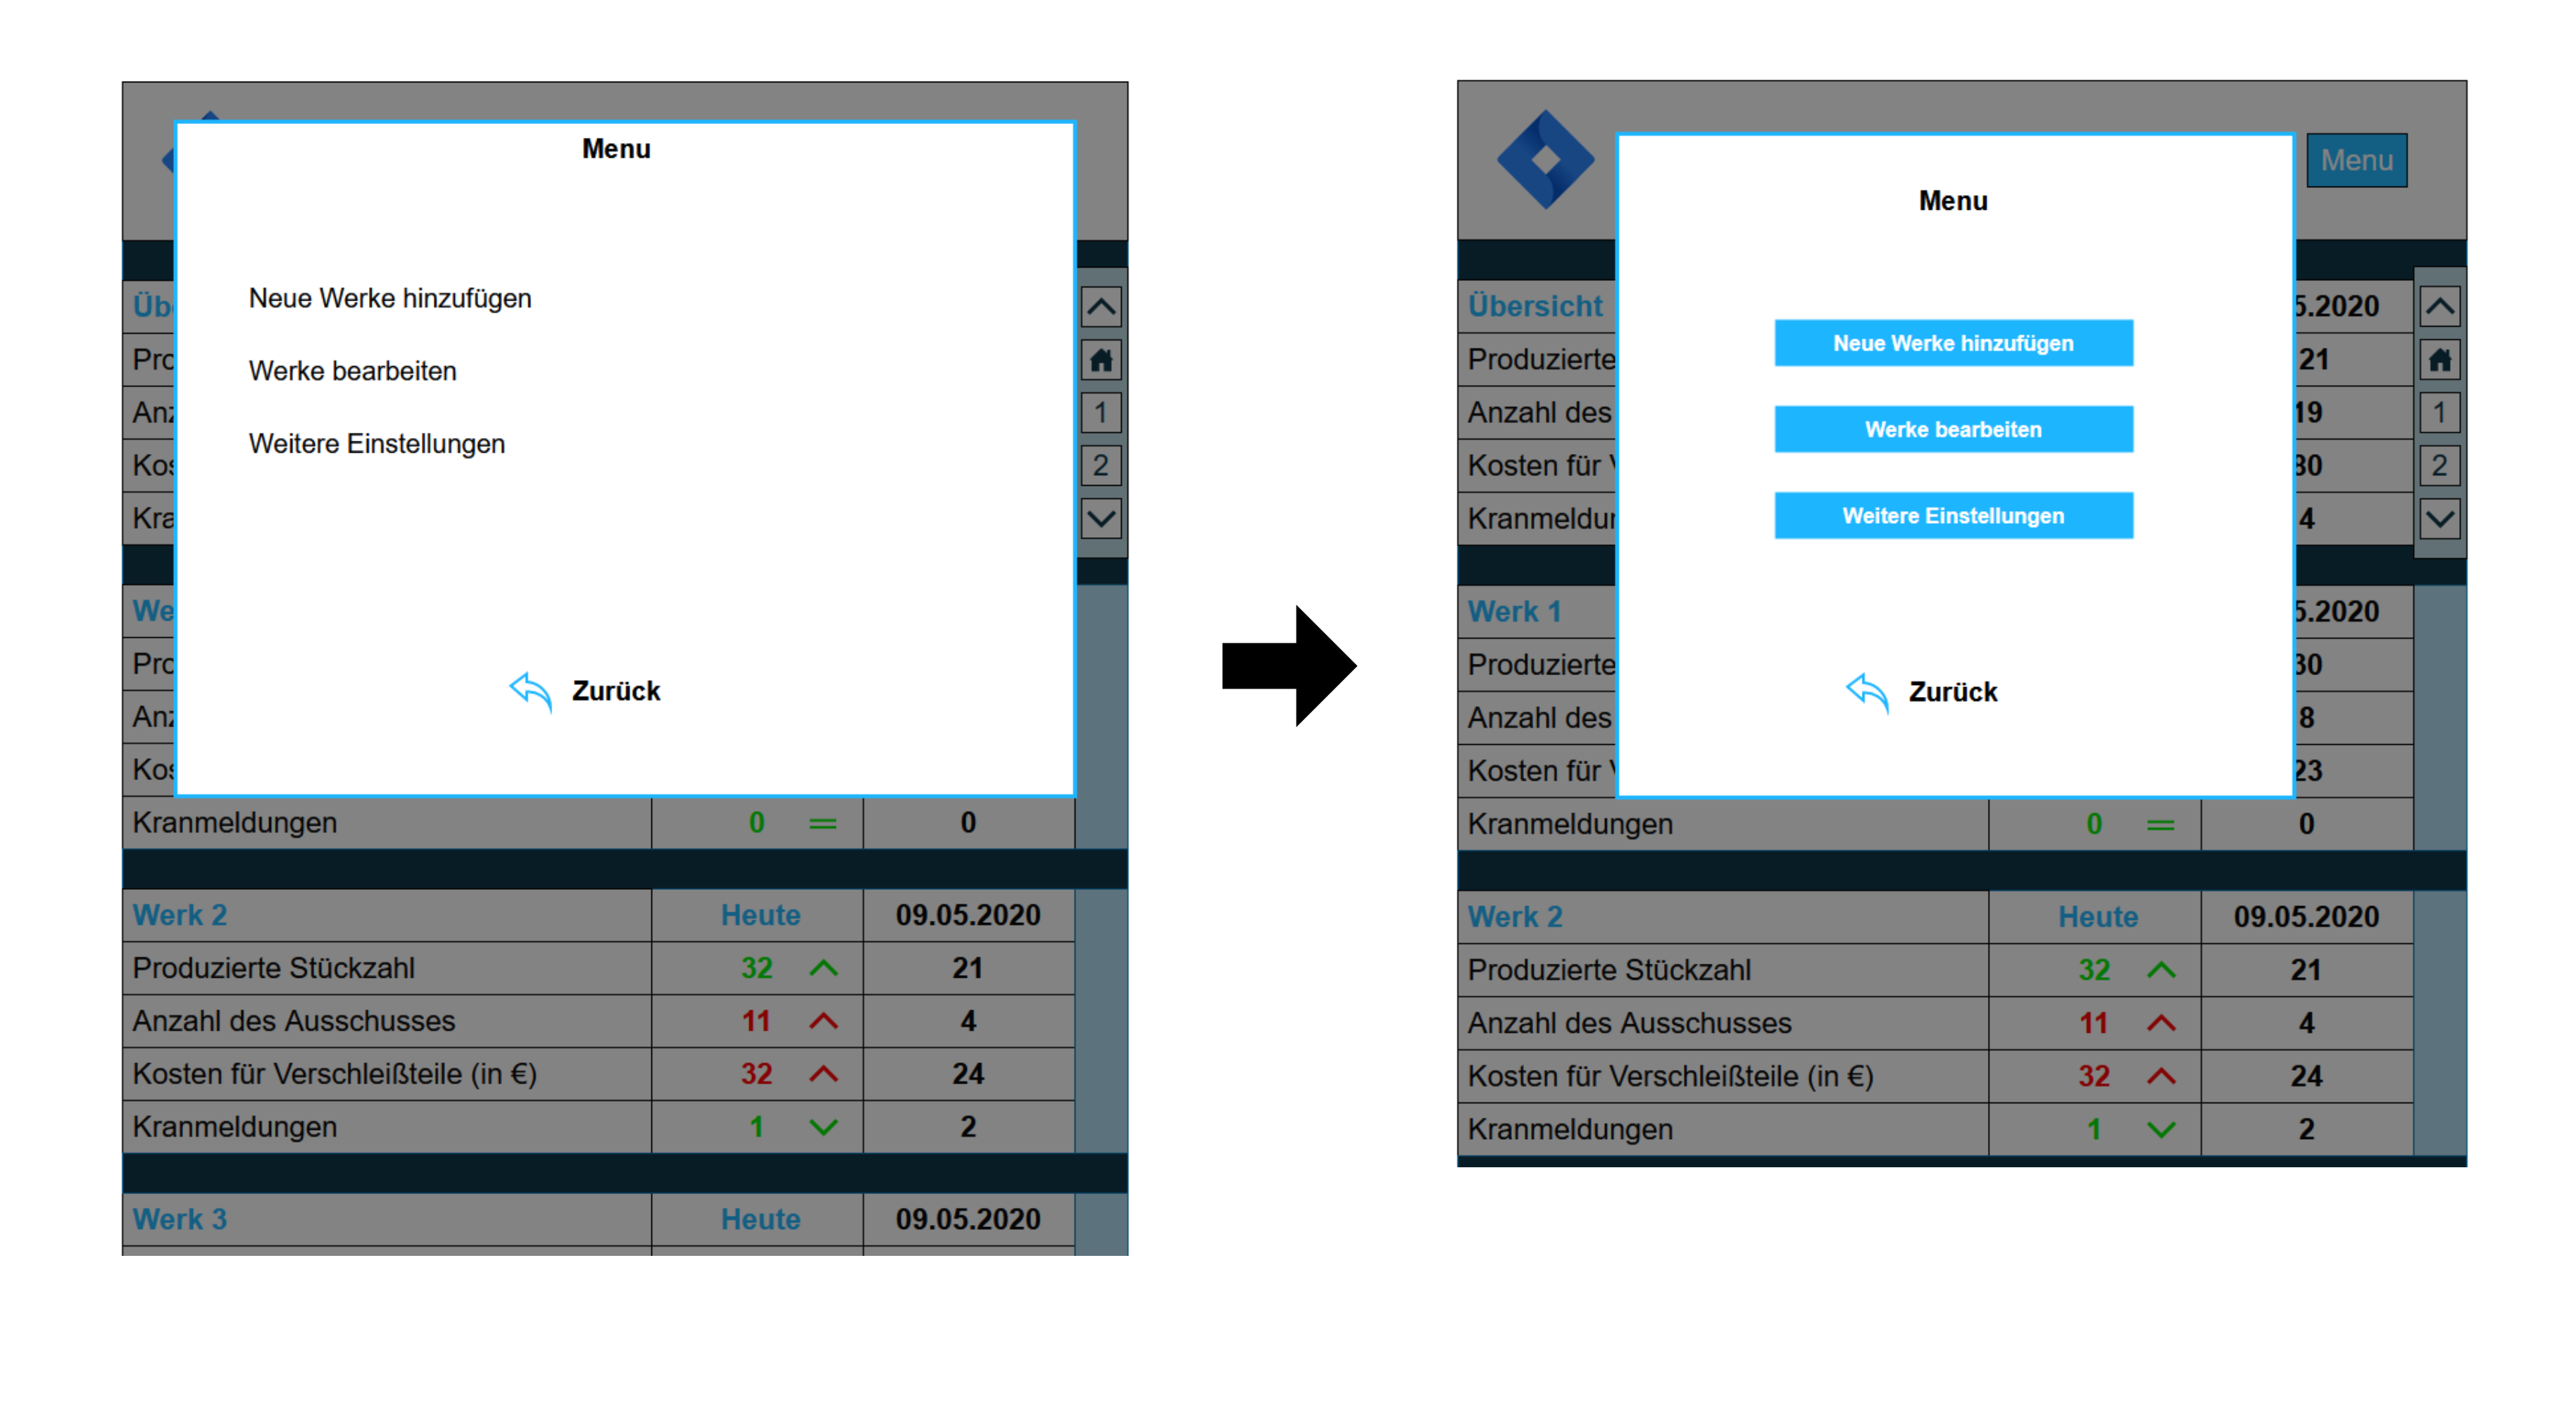 Menu
Neue Werke hinzufügen
Werke bearbeiten
Weitere Einstellungen
Zurück
Üb
Pro
Anz
Kos
Kra
1
2
We
Pro
Anz
Kos
Kranmeldungen 0 = 0
Werk 2 Heute 09.05.2020
Produzierte Stückzahl 32 21
Anzahl des Ausschusses 11 4
Kosten für Verschleißteile (in €) 32 24
Kranmeldungen 1 2
Werk 3 Heute 09.05.2020
Menu
Menu
Neue Werke hinzufügen
Werke bearbeiten
Weitere Einstellungen
Zurück
Übersicht 5.2020
Produzierte 21
Anzahl des 19 1
Kosten für 80 2
Kranmeldun 4
Werk 1 5.2020
Produzierte 30
Anzahl des 8
Kosten für 23
Kranmeldungen 0 = 0
Werk 2 Heute 09.05.2020
Produzierte Stückzahl 32 21
Anzahl des Ausschusses 11 4
Kosten für Verschleißteile (in €) 32 24
Kranmeldungen 1 2